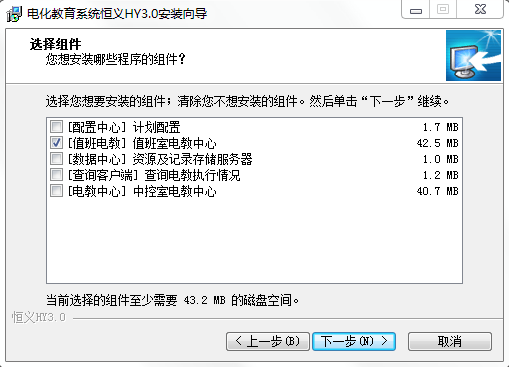 电化教育系统恒义HY3.0安装向导
选择组件
您想安装哪些程序的组件?
选择您想要安装的组件;清除您不想安装的组件。然后单击“下一步”继续。
[配置中心] 计划配置 1.7 MB
[值班电教] 值班室电教中心 42.5 MB
[数据中心] 资源及记录存储服务器 1.0 MB
[查询客户端] 查询电教执行情况 1.2 MB
[电教中心] 中控室电教中心 40.7 MB
当前选择的组件至少需要 43.2 MB 的磁盘空间。
恒义HY3.0
< 上一步(B) 下一步(N) > 取消